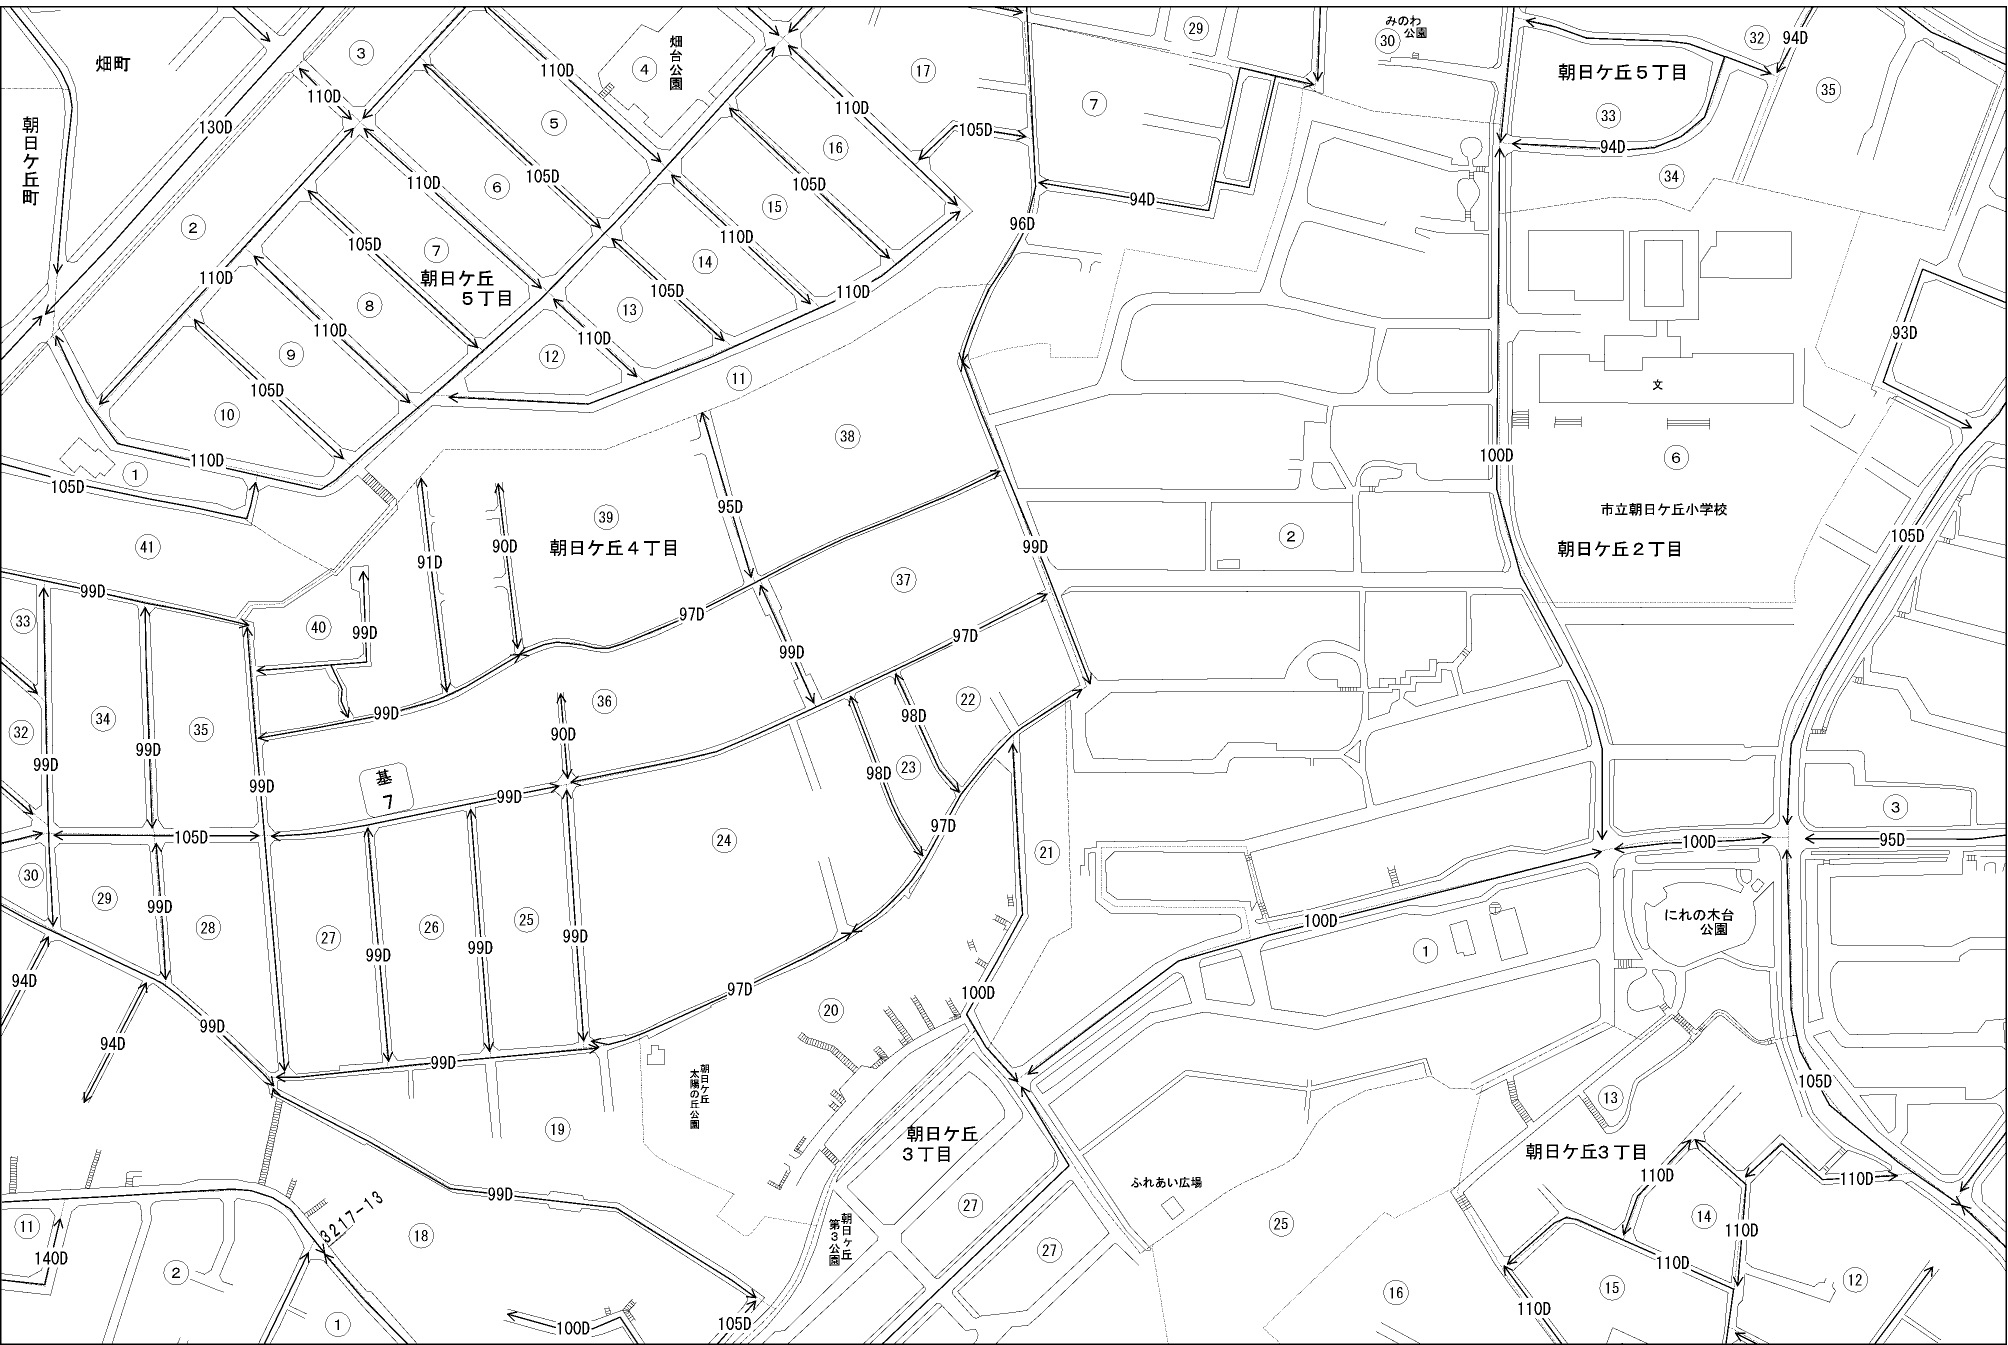 29
みのわ
公園
30
32
94D
3
畑町
畑台公園
4
110D
17
朝日ケ丘5丁目
35
110D
7
110D
33
130D
5
16
105D
94D
朝日ケ丘町
105D
6
110D
105D
15
34
94D
2
96D
105D
7
110D
14
朝日ケ丘
5丁目
110D
105D
110D
8
13
93D
110D
110D
9
12
11
文
105D
10
38
100D
6
110D
1
105D
95D
市立朝日ケ丘小学校
39
2
105D
41
朝日ケ丘4丁目
90D
99D
朝日ケ丘2丁目
91D
37
99D
33
40
99D
97D
97D
99D
34
36
22
35
98D
99D
32
90D
99D
99D
98D
23
基
7
99D
99D
3
97D
105D
24
100D
95D
21
30
29
99D
25
26
にれの木台
公園
28
27
99D
99D
99D
100D
1
94D
97D
100D
20
99D
94D
99D
朝日ケ丘
太陽の丘公園
105D
13
19
朝日ケ丘
3丁目
朝日ケ丘3丁目
110D
110D
99D
ふれあい広場
3217-13
27
朝日ケ丘
第3公園
14
11
18
25
110D
140D
27
110D
2
12
15
16
110D
1
100D
105D